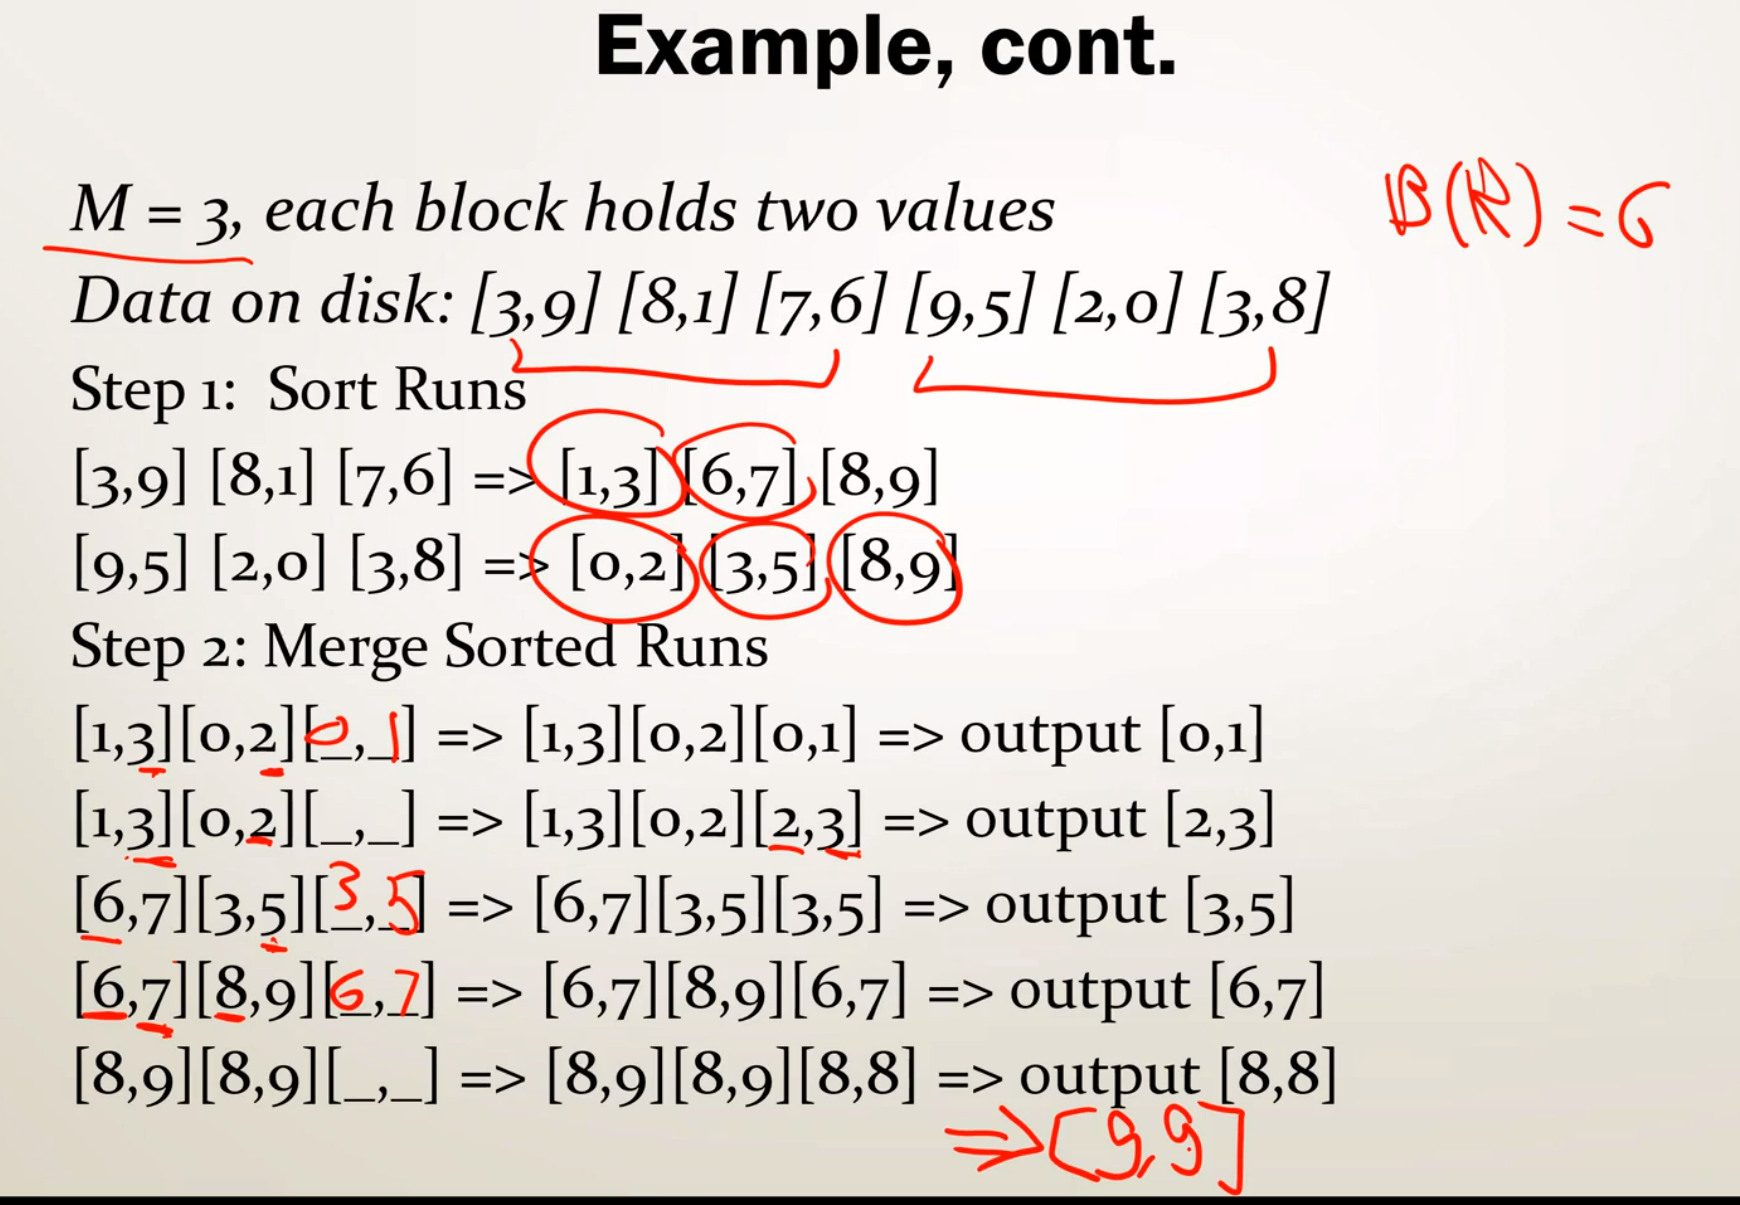 Example, cont.
M = 3, each block holds two values
B(R) = 6
Data on disk: [3,9] [8,1] [7,6] [9,5] [2,0] [3,8]
Step 1: Sort Runs
[3,9] [8,1] [7,6] => [1,3] [6,7] [8,9]
[9,5] [2,0] [3,8] => [0,2] [3,5] [8,9]
Step 2: Merge Sorted Runs
[1,3][0,2][0,1] => [1,3][0,2][0,1] => output [0,1]
[1,3][0,2][_,_] => [1,3][0,2][2,3] => output [2,3]
[6,7][3,5][3,5] => [6,7][3,5][3,5] => output [3,5]
[6,7][8,9][6,7] => [6,7][8,9][6,7] => output [6,7]
[8,9][8,9][_,_] => [8,9][8,9][8,8] => output [8,8]
=> [9,9]